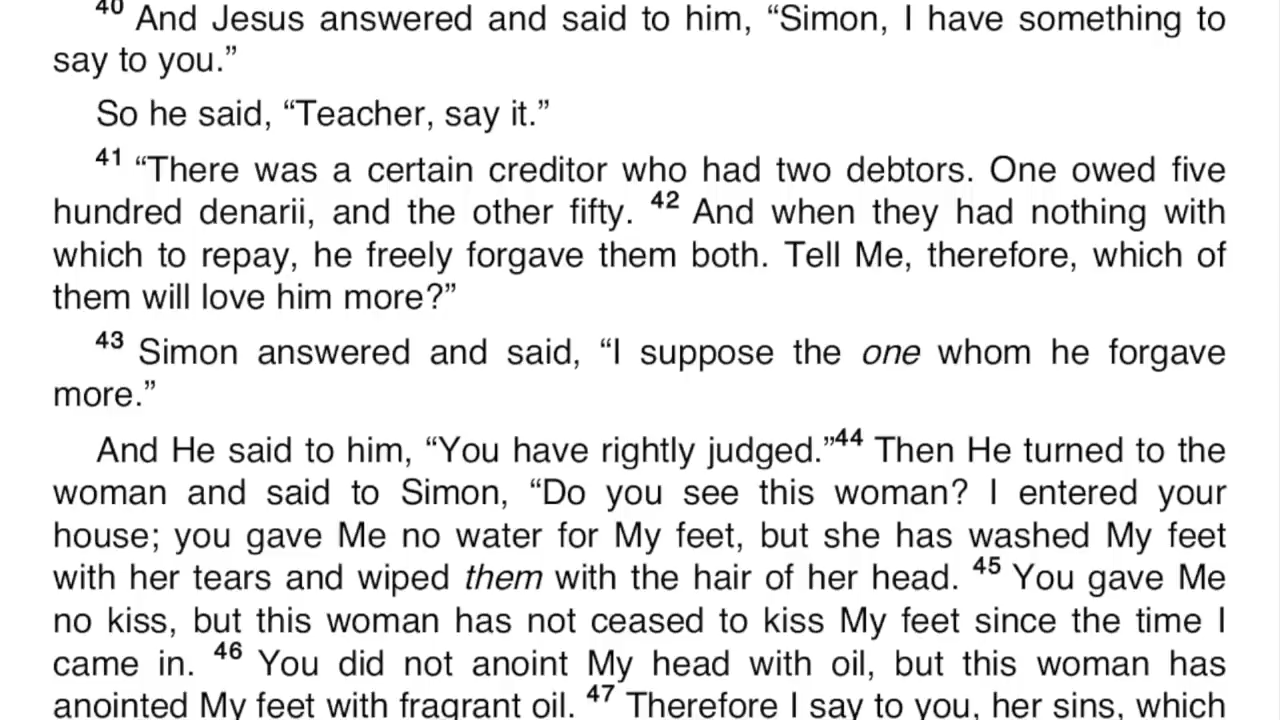 40 And Jesus answered and said to him, “Simon, I have something to
say to you.”
So he said, “Teacher, say it.”
41 “There was a certain creditor who had two debtors. One owed five
hundred denarii, and the other fifty. 42 And when they had nothing with
which to repay, he freely forgave them both. Tell Me, therefore, which of
them will love him more?”
43 Simon answered and said, “I suppose the one whom he forgave
more.”
And He said to him, “You have rightly judged.”44 Then He turned to the
woman and said to Simon, “Do you see this woman? I entered your
house; you gave Me no water for My feet, but she has washed My feet
with her tears and wiped them with the hair of her head. 45 You gave Me
no kiss, but this woman has not ceased to kiss My feet since the time I
came in. 46 You did not anoint My head with oil, but this woman has
anointed My feet with fragrant oil. 47 Therefore I say to you, her sins, which